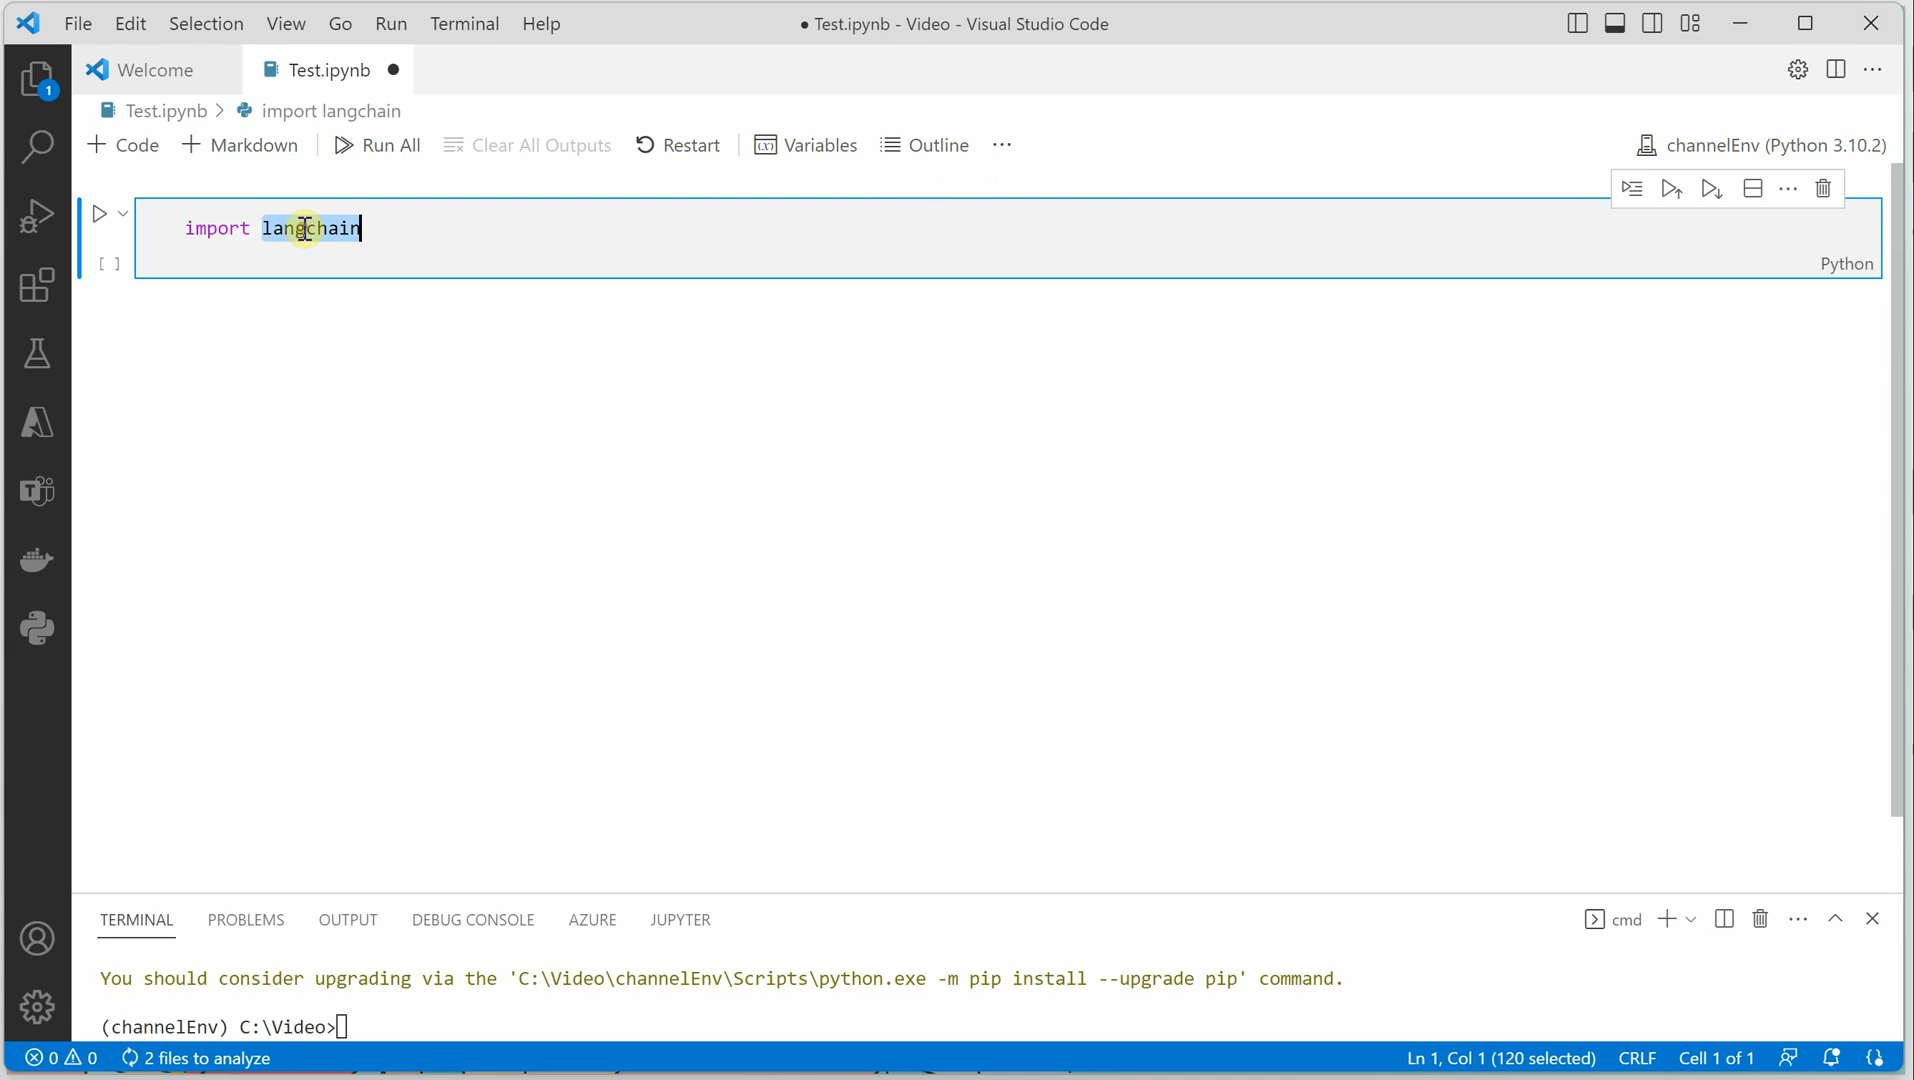 File Edit Selection View Go Run Terminal Help
● Test.ipynb - Video - Visual Studio Code
1
Welcome
Test.ipynb ●
Test.ipynb > import langchain
+ Code + Markdown Run All Clear All Outputs Restart Variables Outline ...
channelEnv (Python 3.10.2)
import langchain
[ ]
Python
TERMINAL PROBLEMS OUTPUT DEBUG CONSOLE AZURE JUPYTER
cmd
You should consider upgrading via the 'C:\Video\channelEnv\Scripts\python.exe -m pip install --upgrade pip' command.
(channelEnv) C:\Video>
0 0 2 files to analyze
Ln 1, Col 1 (120 selected) CRLF Cell 1 of 1